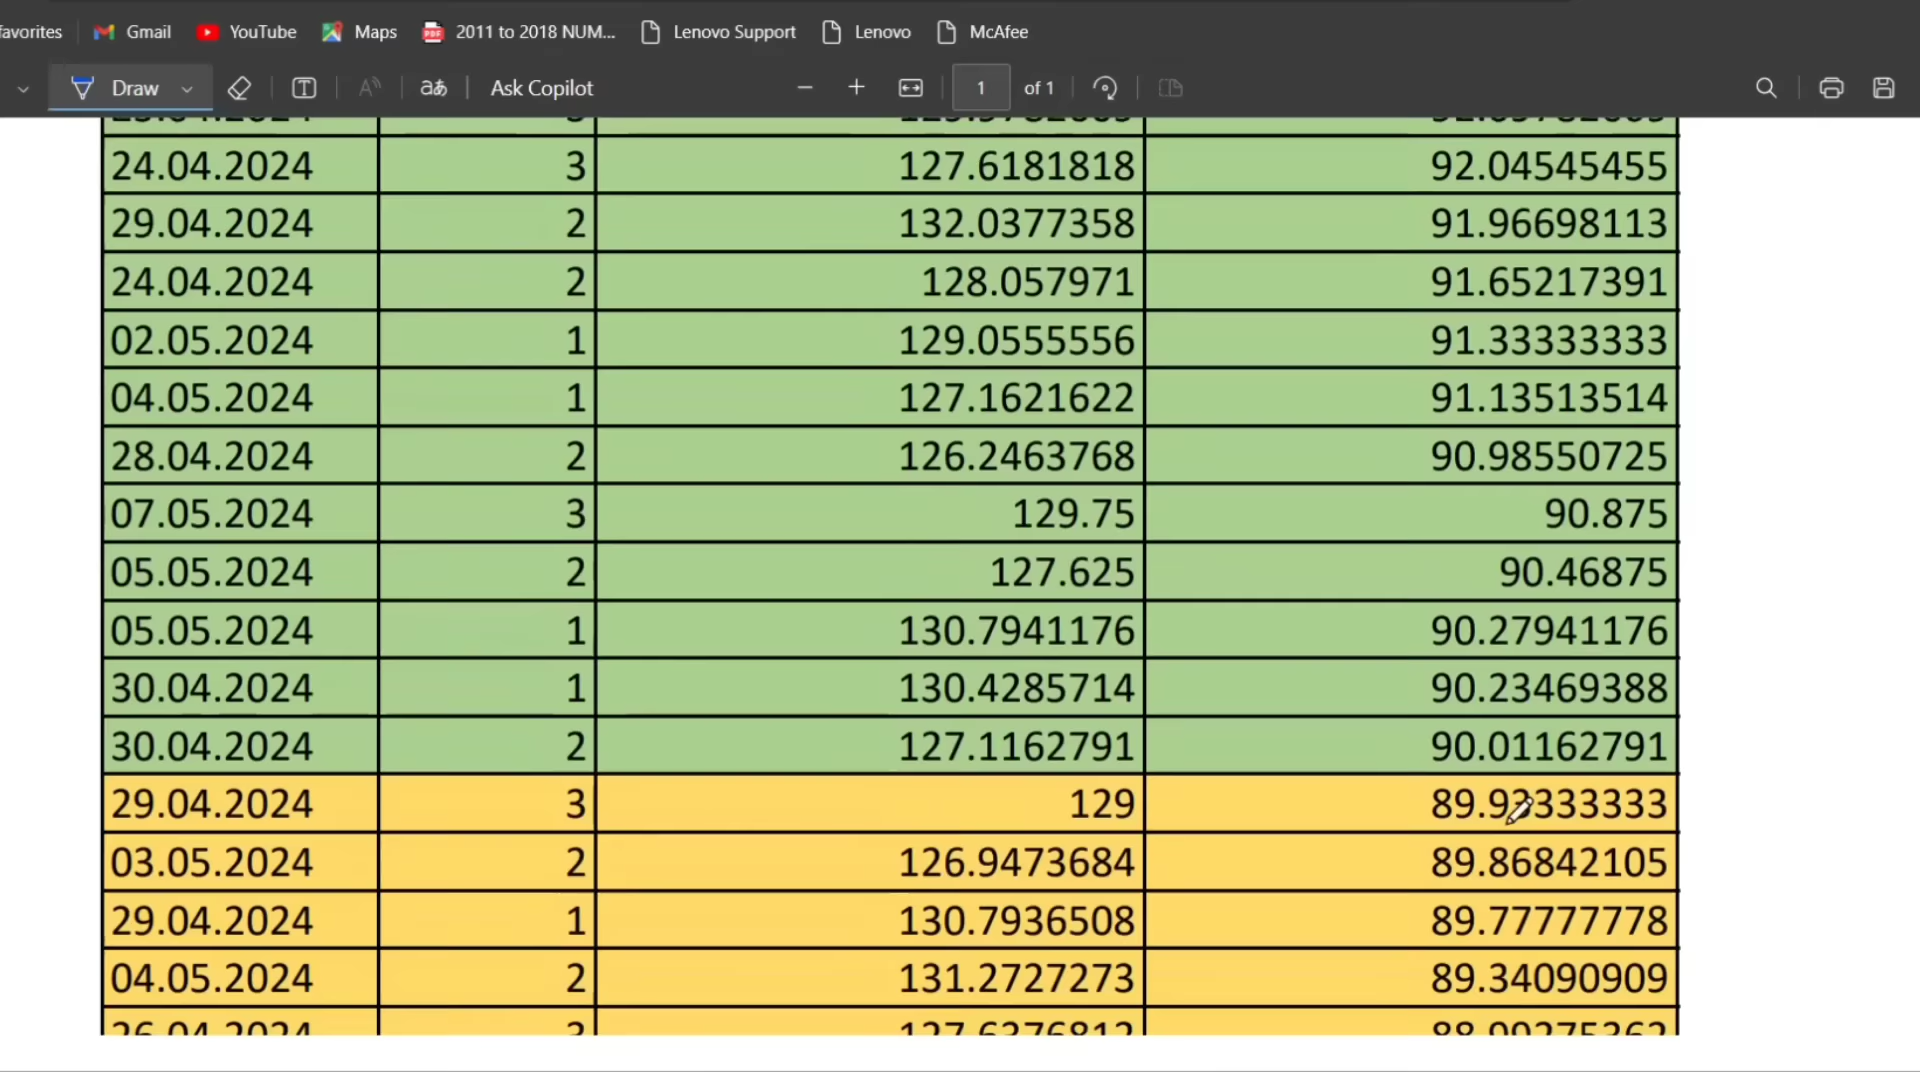 favorites Gmail YouTube Maps 2011 to 2018 NUM... Lenovo Support Lenovo McAfee
Draw T aあ Ask Copilot 1 of 1
24.04.2024 3 127.6181818 92.04545455
29.04.2024 2 132.0377358 91.96698113
24.04.2024 2 128.057971 91.65217391
02.05.2024 1 129.0555556 91.33333333
04.05.2024 1 127.1621622 91.13513514
28.04.2024 2 126.2463768 90.98550725
07.05.2024 3 129.75 90.875
05.05.2024 2 127.625 90.46875
05.05.2024 1 130.7941176 90.27941176
30.04.2024 1 130.4285714 90.23469388
30.04.2024 2 127.1162791 90.01162791
29.04.2024 3 129 89.93333333
03.05.2024 2 126.9473684 89.86842105
29.04.2024 1 130.7936508 89.77777778
04.05.2024 2 131.2727273 89.34090909